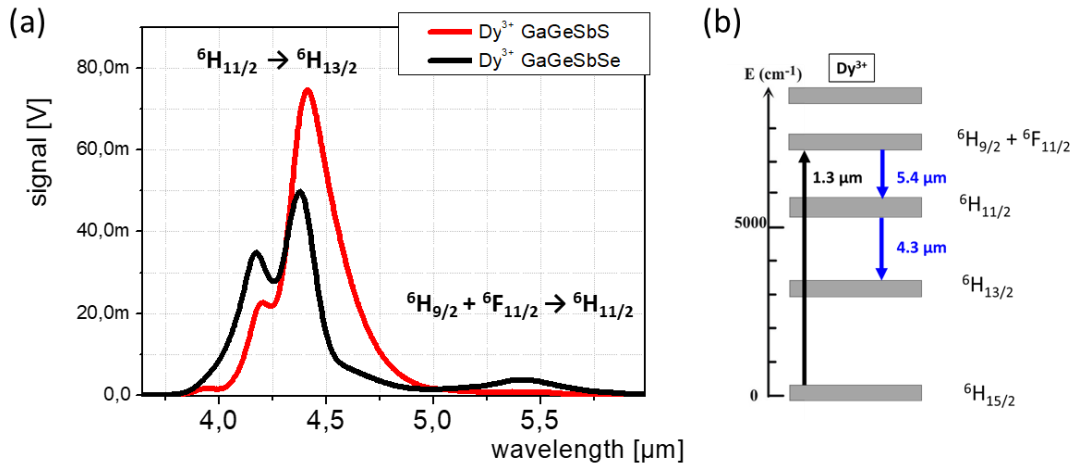 (a)
Dy³⁺ GaGeSbS
Dy³⁺ GaGeSbSe
⁶H₁₁/₂ → ⁶H₁₃/₂
⁶H₉/₂ + ⁶F₁₁/₂ → ⁶H₁₁/₂
signal [V]
80,0m
60,0m
40,0m
20,0m
0,0
4,0
4,5
5,0
5,5
wavelength [µm]
(b)
E (cm⁻¹)
Dy³⁺
⁶H₉/₂ + ⁶F₁₁/₂
1.3 µm
5.4 µm
⁶H₁₁/₂
5000
4.3 µm
⁶H₁₃/₂
0
⁶H₁₅/₂